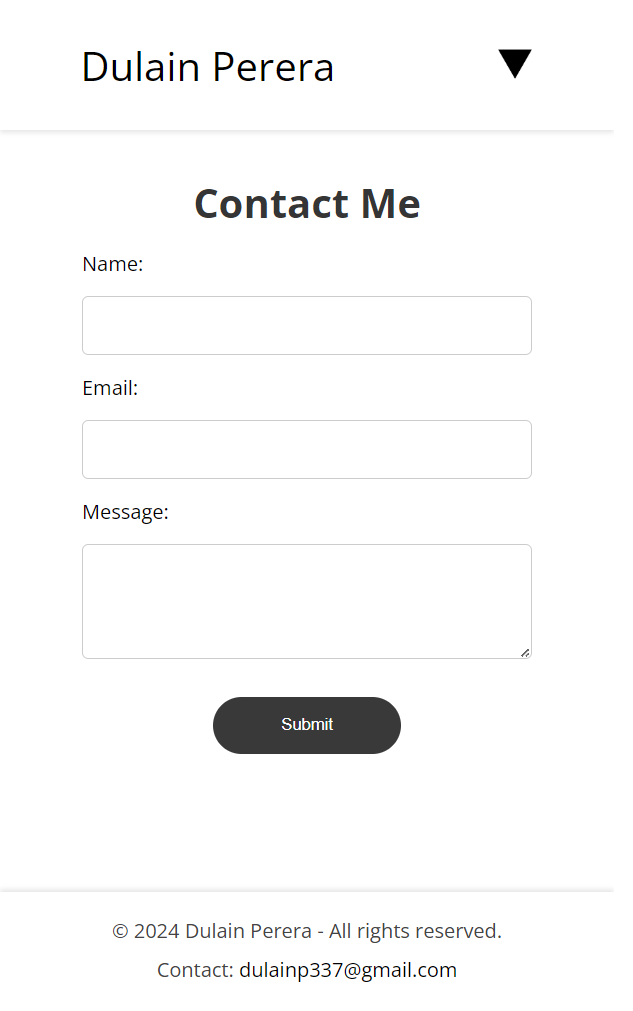 Dulain Perera
Contact Me
Name:
Email:
Message:
Submit
© 2024 Dulain Perera - All rights reserved.
Contact: dulainp337@gmail.com